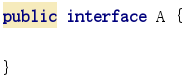 public interface A {
}